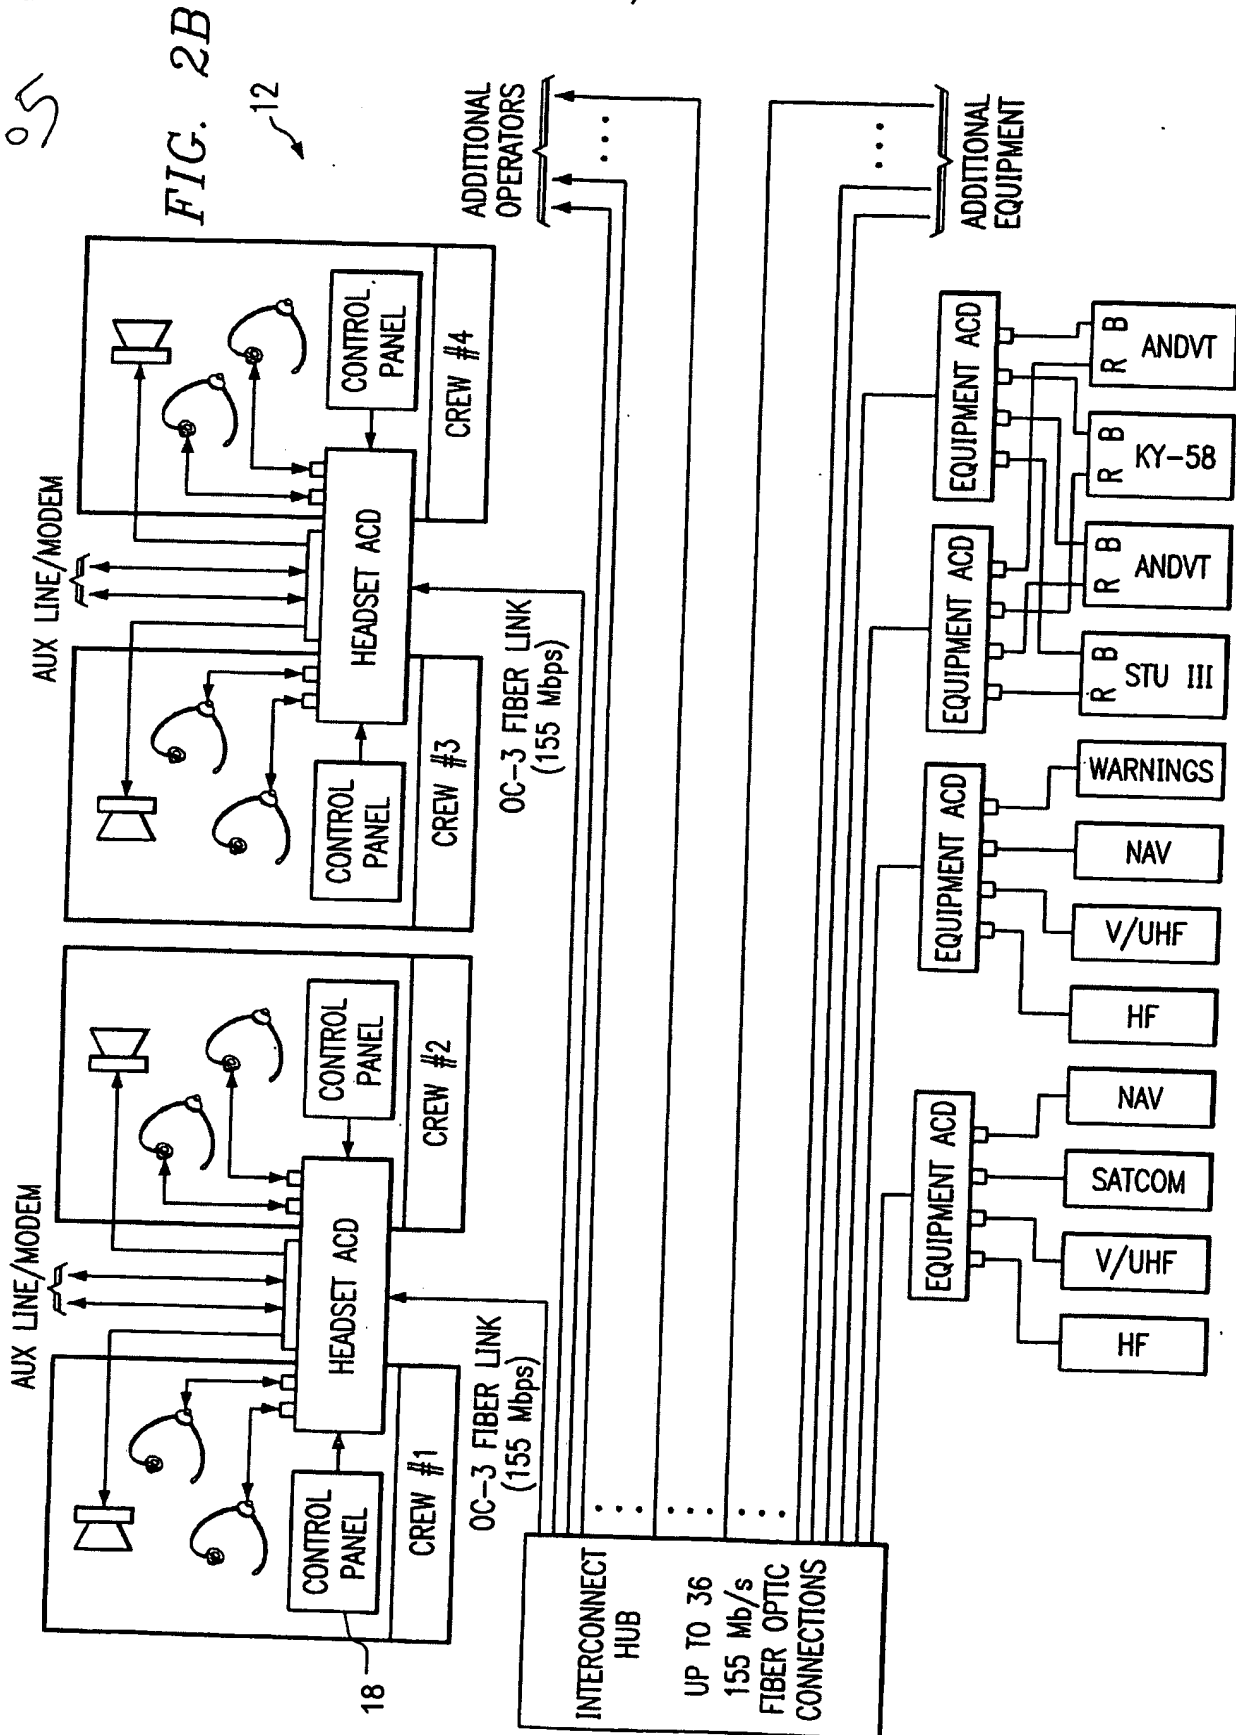 05
FIG. 2B
12
AUX LINE/MODEM
AUX LINE/MODEM
CONTROL
PANEL
CREW #1
18
HEADSET ACD
CONTROL
PANEL
CREW #2
CONTROL
PANEL
CREW #3
HEADSET ACD
CONTROL
PANEL
CREW #4
OC-3 FIBER LINK
(155 Mbps)
OC-3 FIBER LINK
(155 Mbps)
ADDITIONAL
OPERATORS
INTERCONNECT
HUB
UP TO 36
155 Mb/s
FIBER OPTIC
CONNECTIONS
ADDITIONAL
EQUIPMENT
EQUIPMENT ACD
EQUIPMENT ACD
EQUIPMENT ACD
EQUIPMENT ACD
HF
V/UHF
SATCOM
NAV
HF
V/UHF
NAV
WARNINGS
R B
STU III
R B
ANDVT
R B
KY-58
R B
ANDVT